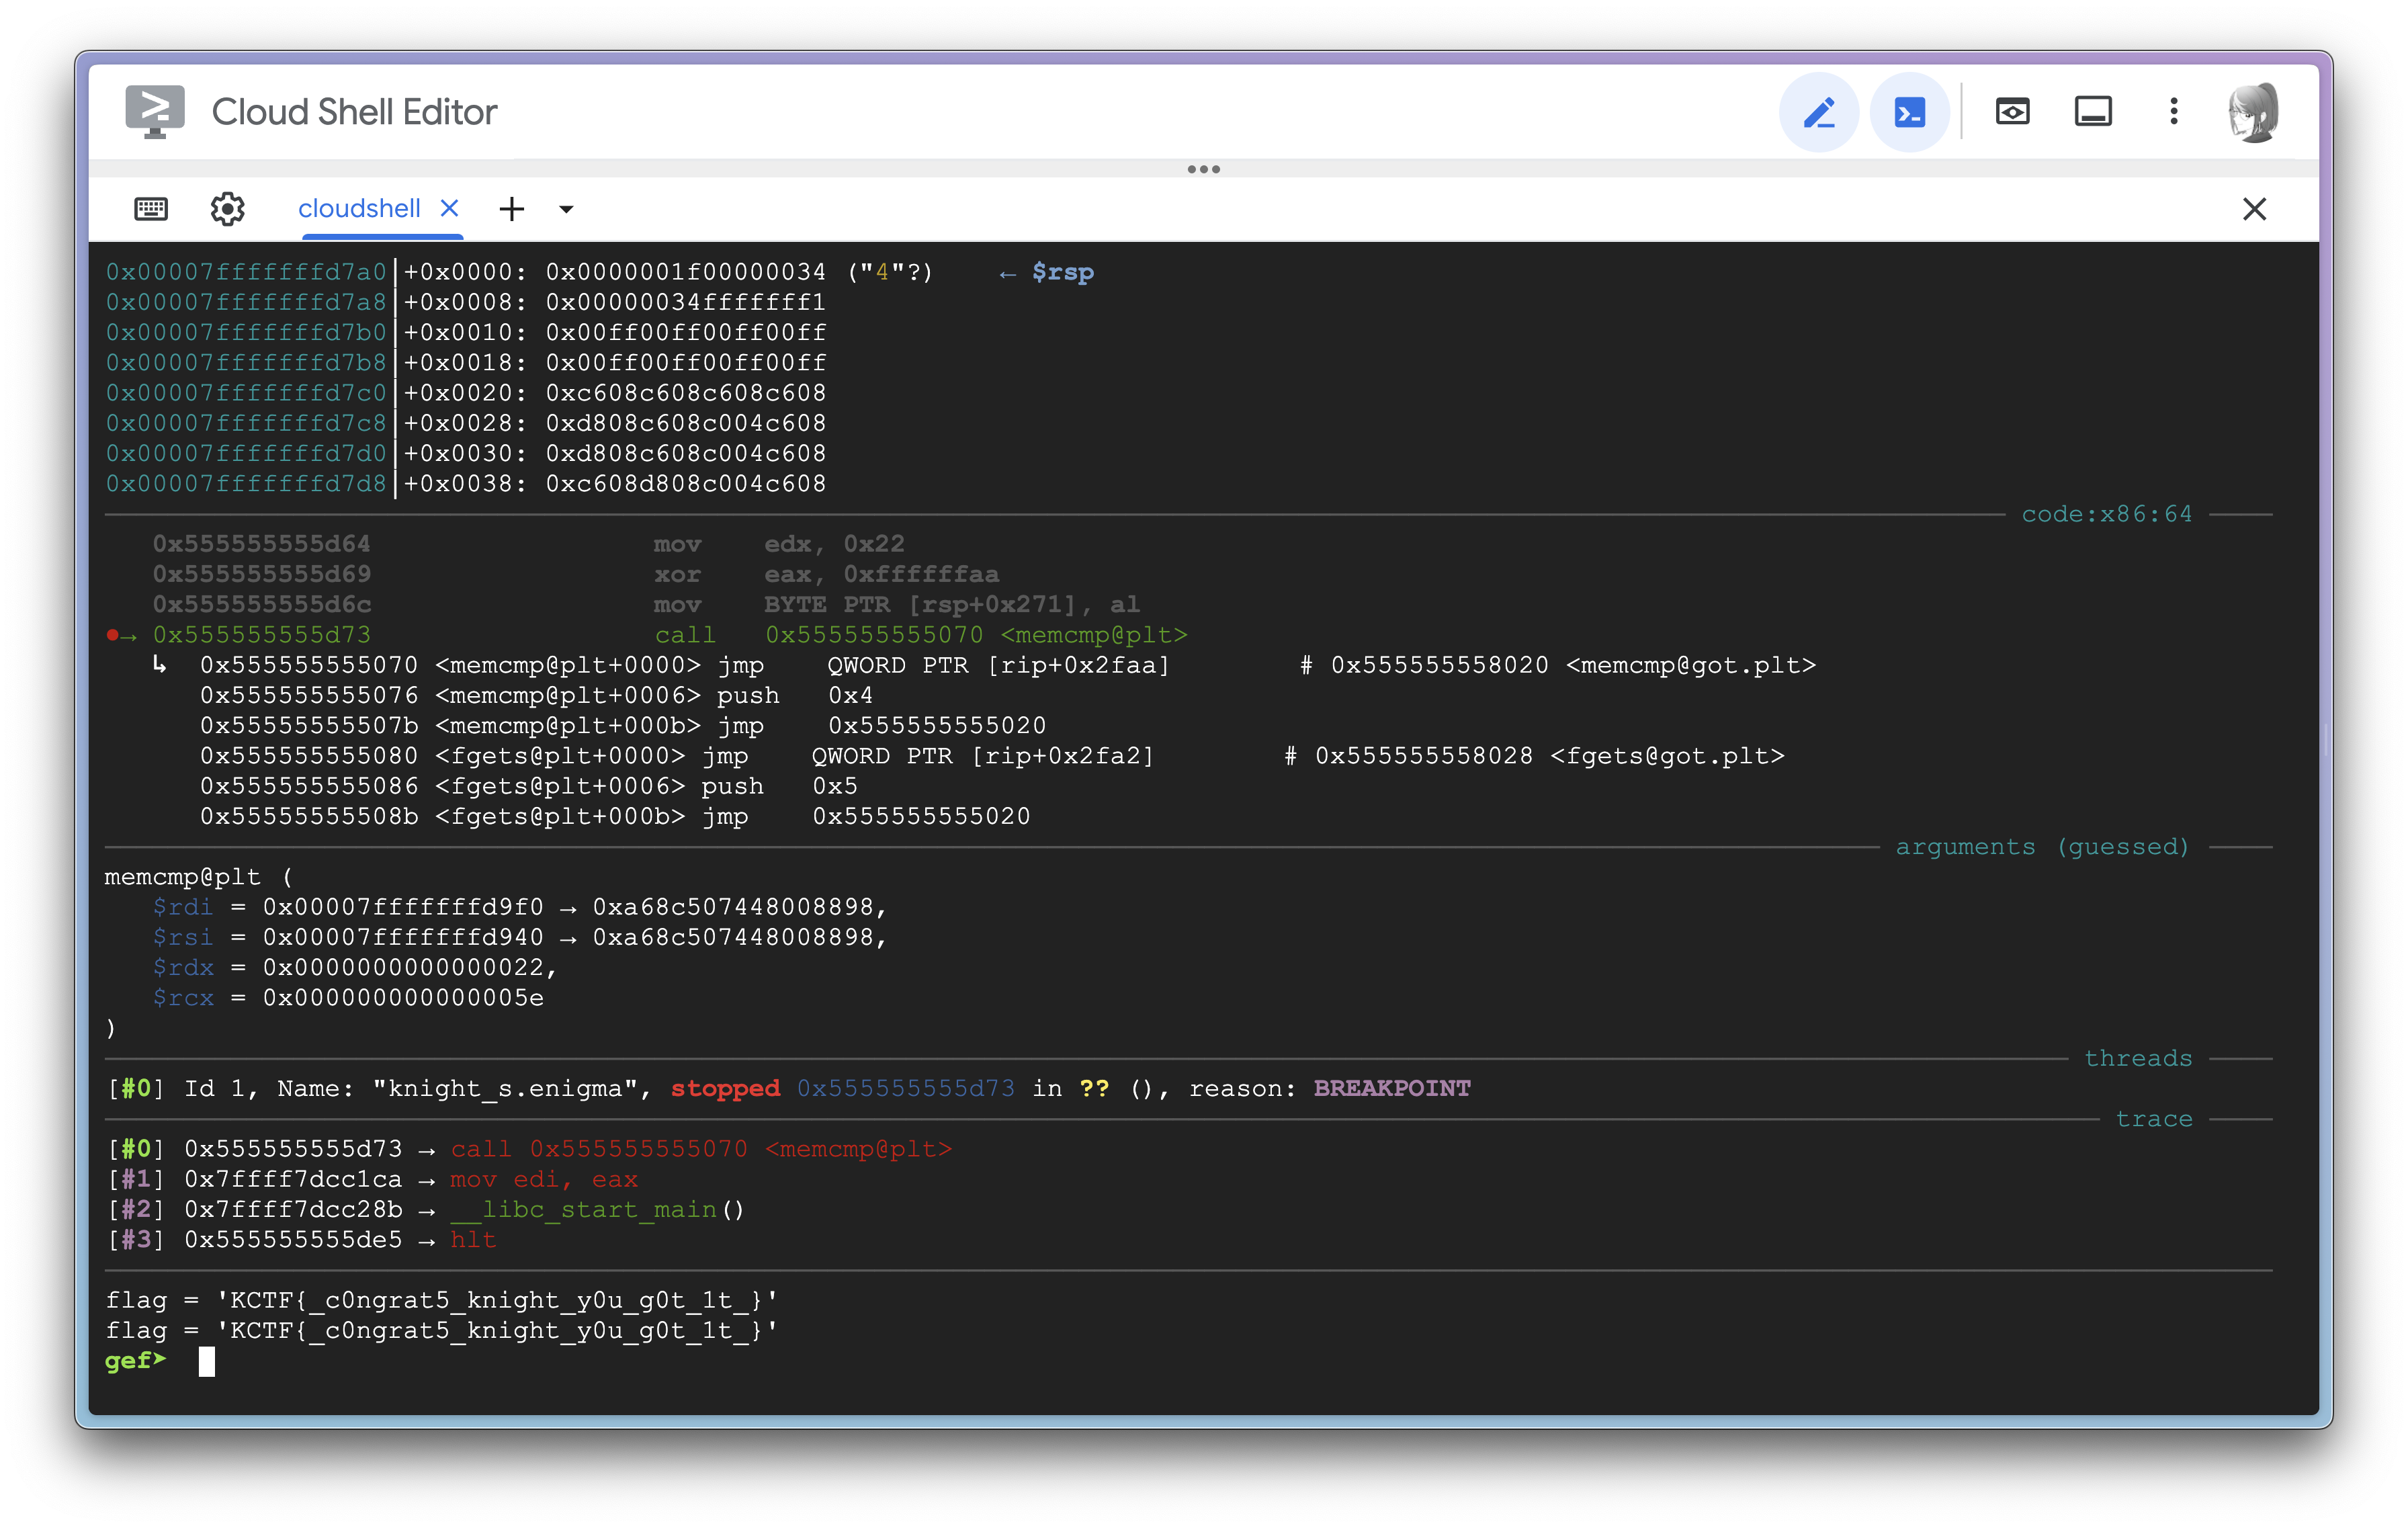 Cloud Shell Editor
cloudshell
0x00007fffffffd7a0│+0x0000: 0x0000001f00000034 ("4"?)    ← $rsp
0x00007fffffffd7a8│+0x0008: 0x00000034fffffff1
0x00007fffffffd7b0│+0x0010: 0x00ff00ff00ff00ff
0x00007fffffffd7b8│+0x0018: 0x00ff00ff00ff00ff
0x00007fffffffd7c0│+0x0020: 0xc608c608c608c608
0x00007fffffffd7c8│+0x0028: 0xd808c608c004c608
0x00007fffffffd7d0│+0x0030: 0xd808c608c004c608
0x00007fffffffd7d8│+0x0038: 0xc608d808c004c608
code:x86:64
0x555555555d64                  mov    edx, 0x22
0x555555555d69                  xor    eax, 0xffffffaa
0x555555555d6c                  mov    BYTE PTR [rsp+0x271], al
●→ 0x555555555d73                  call   0x555555555070 <memcmp@plt>
↳  0x555555555070 <memcmp@plt+0000> jmp    QWORD PTR [rip+0x2faa]        # 0x555555558020 <memcmp@got.plt>
0x555555555076 <memcmp@plt+0006> push   0x4
0x55555555507b <memcmp@plt+000b> jmp    0x555555555020
0x555555555080 <fgets@plt+0000> jmp    QWORD PTR [rip+0x2fa2]        # 0x555555558028 <fgets@got.plt>
0x555555555086 <fgets@plt+0006> push   0x5
0x55555555508b <fgets@plt+000b> jmp    0x555555555020
arguments (guessed)
memcmp@plt (
$rdi = 0x00007fffffffd9f0 → 0xa68c507448008898,
$rsi = 0x00007fffffffd940 → 0xa68c507448008898,
$rdx = 0x0000000000000022,
$rcx = 0x000000000000005e
)
threads
[#0] Id 1, Name: "knight_s.enigma", stopped 0x555555555d73 in ?? (), reason: BREAKPOINT
trace
[#0] 0x555555555d73 → call 0x555555555070 <memcmp@plt>
[#1] 0x7ffff7dcc1ca → mov edi, eax
[#2] 0x7ffff7dcc28b → __libc_start_main()
[#3] 0x555555555de5 → hlt
flag = 'KCTF{_c0ngrat5_knight_y0u_g0t_1t_}'
flag = 'KCTF{_c0ngrat5_knight_y0u_g0t_1t_}'
gef➤